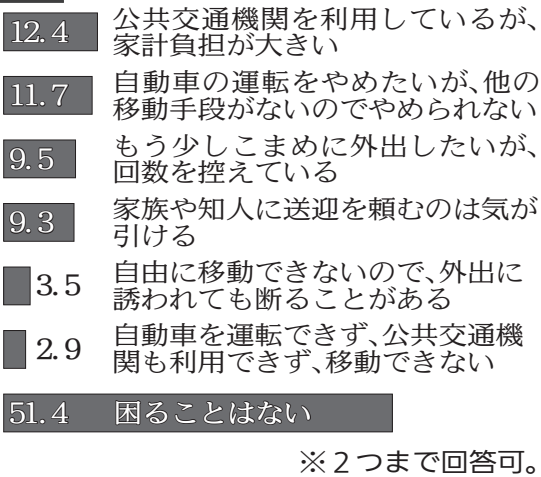 12.4 公共交通機関を利用しているが、
家計負担が大きい
11.7 自動車の運転をやめたいが、他の
移動手段がないのでやめられない
9.5 もう少しこまめに外出したいが、
回数を控えている
9.3 家族や知人に送迎を頼むのは気が
引ける
3.5 自由に移動できないので、外出に
誘われても断ることがある
2.9 自動車を運転できず、公共交通機
関も利用できず、移動できない
51.4 困ることはない
※2つまで回答可。